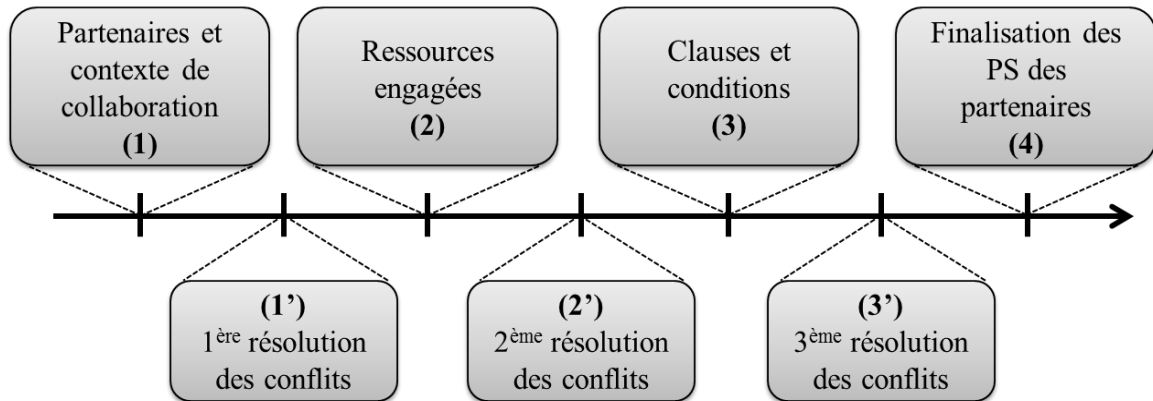 Partenaires et
contexte de
collaboration
(1)
Ressources
engagées
(2)
Clauses et
conditions
(3)
Finalisation des
PS des
partenaires
(4)
(1’)
1ère résolution
des conflits
(2’)
2ème résolution
des conflits
(3’)
3ème résolution
des conflits